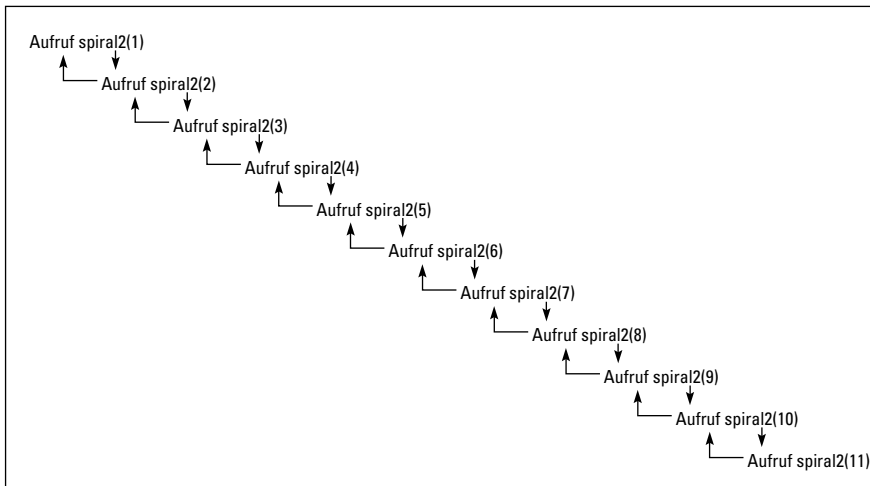 Aufruf spiral2(1)
Aufruf spiral2(2)
Aufruf spiral2(3)
Aufruf spiral2(4)
Aufruf spiral2(5)
Aufruf spiral2(6)
Aufruf spiral2(7)
Aufruf spiral2(8)
Aufruf spiral2(9)
Aufruf spiral2(10)
Aufruf spiral2(11)